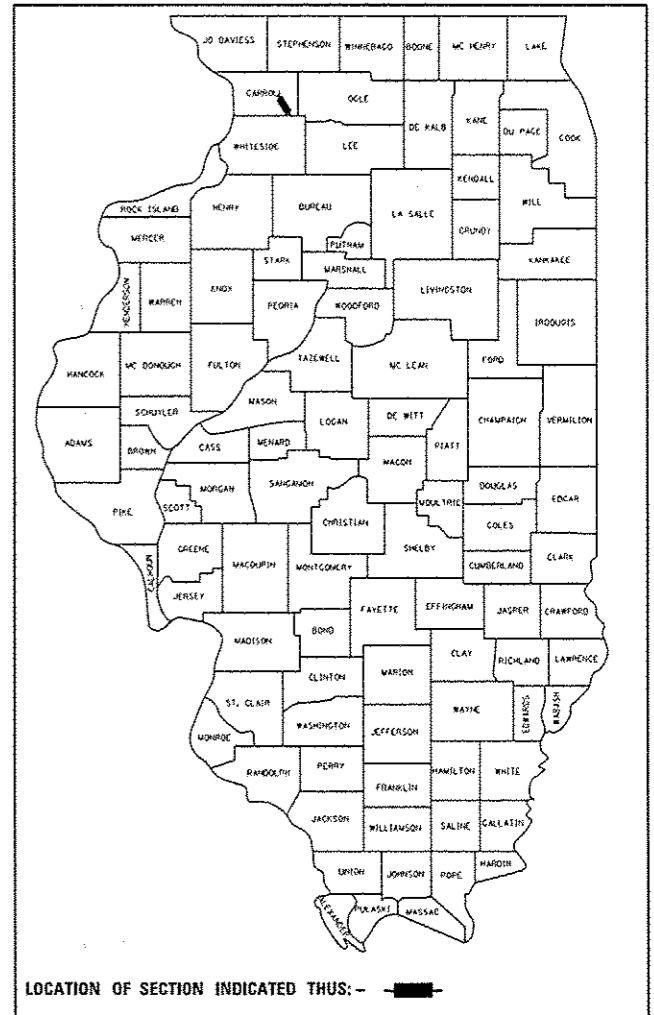 JO DAVIESS STEPHENSON WINNEBAGO BOONE MC HENRY LAKE
CARROLL OGLE
DE KALB KANE DU PAGE COOK
WHITESIDE LEE
KENDALL WILL
ROCK ISLAND HENRY BUREAU LA SALLE
MERCER PUTNAM GRUNDY
STARK MARSHALL KANKAKEE
HENDERSON WARREN KNOX PEORIA WOODFORD LIVINGSTON IROQUOIS
HANCOCK MC DONOUGH FULTON TAZEWELL MC LEAN FORD
MASON
SCHUYLER LOGAN DE WITT CHAMPAIGN VERMILION
ADAMS BROWN CASS MENARD MACON PIATT
MORGAN SANGAMON DOUGLAS EDGAR
PIKE SCOTT CHRISTIAN MOULTRIE COLES
GREENE MACOUPIN MONTGOMERY SHELBY CUMBERLAND CLARK
CALHOUN JERSEY FAYETTE EFFINGHAM JASPER CRAWFORD
MADISON BOND
CLAY RICHLAND LAWRENCE
CLINTON MARION
ST. CLAIR WAYNE EDWARDS WABASH
MONROE WASHINGTON JEFFERSON
RANDOLPH PERRY HAMILTON WHITE
FRANKLIN
JACKSON WILLIAMSON SALINE GALLATIN
UNION JOHNSON POPE HARDIN
ALEXANDER PULASKI MASSAC
LOCATION OF SECTION INDICATED THUS: -